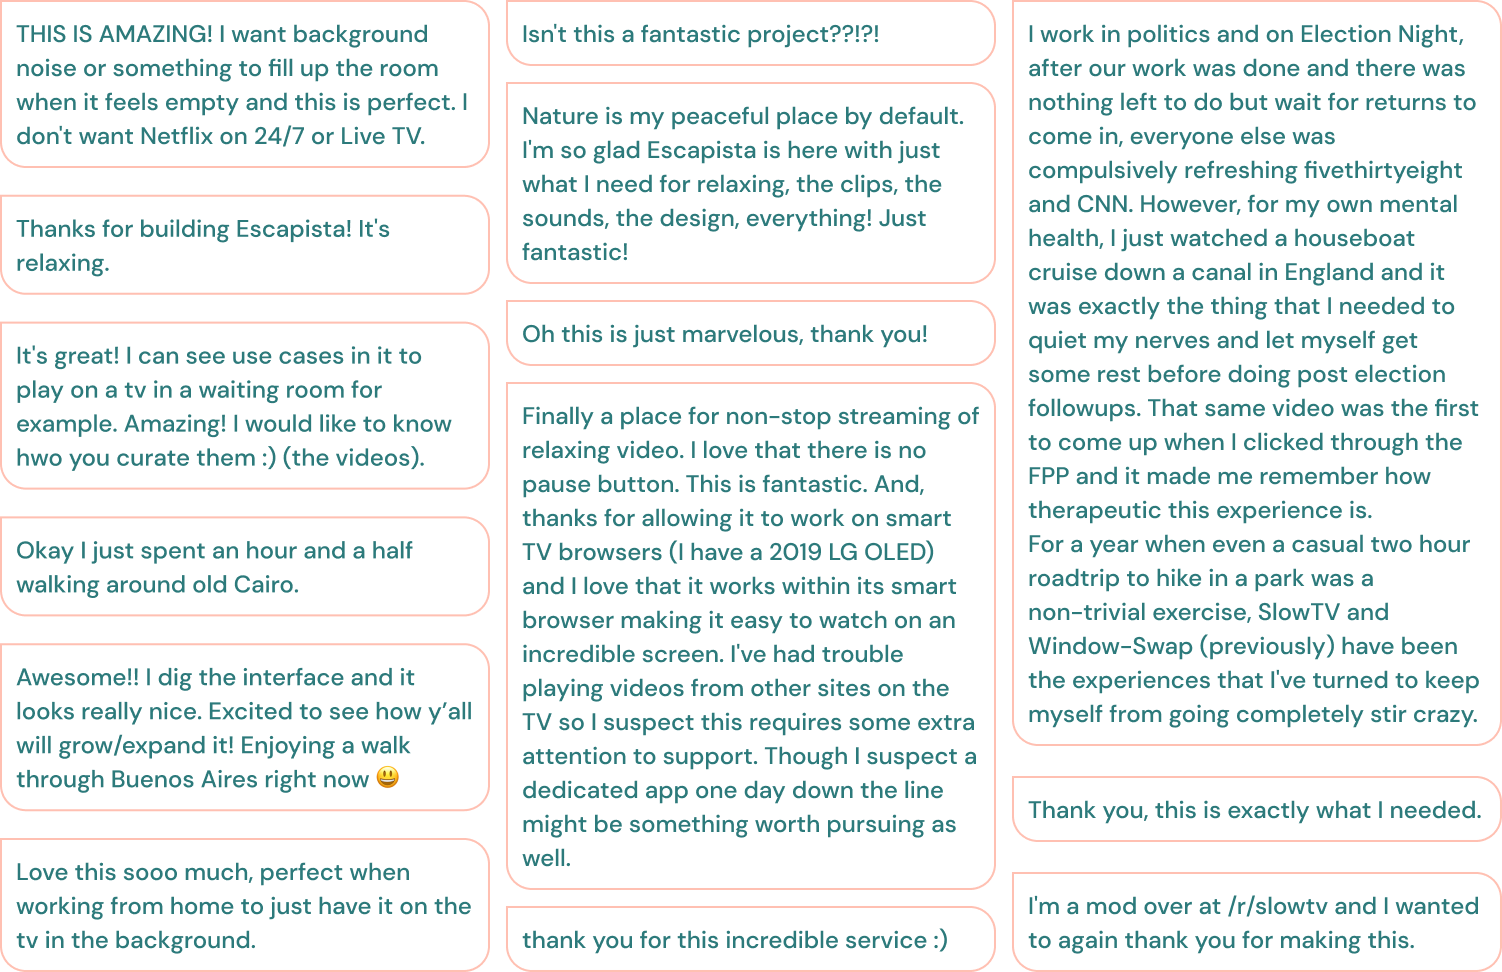 THIS IS AMAZING! I want background
noise or something to fill up the room
when it feels empty and this is perfect. I
don't want Netflix on 24/7 or Live TV.
Thanks for building Escapista! It's
relaxing.
It's great! I can see use cases in it to
play on a tv in a waiting room for
example. Amazing! I would like to know
hwo you curate them :) (the videos).
Okay I just spent an hour and a half
walking around old Cairo.
Awesome!! I dig the interface and it
looks really nice. Excited to see how y’all
will grow/expand it! Enjoying a walk
through Buenos Aires right now 😃
Love this sooo much, perfect when
working from home to just have it on the
tv in the background.
Isn't this a fantastic project??!?!
Nature is my peaceful place by default.
I'm so glad Escapista is here with just
what I need for relaxing, the clips, the
sounds, the design, everything! Just
fantastic!
Oh this is just marvelous, thank you!
Finally a place for non-stop streaming of
relaxing video. I love that there is no
pause button. This is fantastic. And,
thanks for allowing it to work on smart
TV browsers (I have a 2019 LG OLED)
and I love that it works within its smart
browser making it easy to watch on an
incredible screen. I've had trouble
playing videos from other sites on the
TV so I suspect this requires some extra
attention to support. Though I suspect a
dedicated app one day down the line
might be something worth pursuing as
well.
thank you for this incredible service :)
I work in politics and on Election Night,
after our work was done and there was
nothing left to do but wait for returns to
come in, everyone else was
compulsively refreshing fivethirtyeight
and CNN. However, for my own mental
health, I just watched a houseboat
cruise down a canal in England and it
was exactly the thing that I needed to
quiet my nerves and let myself get
some rest before doing post election
followups. That same video was the first
to come up when I clicked through the
FPP and it made me remember how
therapeutic this experience is.
For a year when even a casual two hour
roadtrip to hike in a park was a
non-trivial exercise, SlowTV and
Window-Swap (previously) have been
the experiences that I've turned to keep
myself from going completely stir crazy.
Thank you, this is exactly what I needed.
I'm a mod over at /r/slowtv and I wanted
to again thank you for making this.